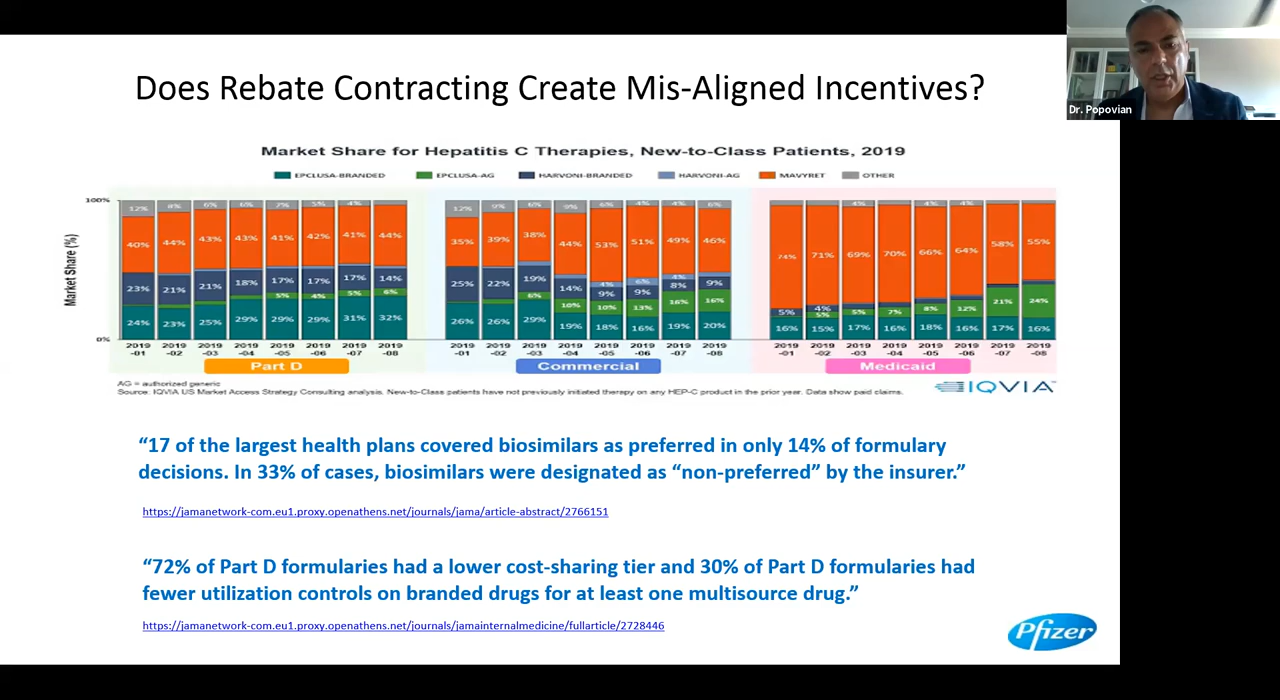 Dr. Popovian
Does Rebate Contracting Create Mis-Aligned Incentives?
Market Share for Hepatitis C Therapies, New-to-Class Patients, 2019
EPCLUSA-BRANDED EPCLUSA-AG HARVONI-BRANDED HARVONI-AG MAVYRET OTHER
Market Share (%)
100%
12% 8% 6% 6% 7% 5% 4%
40% 44% 43% 43% 41% 42% 41% 44%
23% 21% 21% 18% 17% 17% 17% 14%
5% 4% 5% 6%
24% 23% 25% 29% 29% 29% 31% 32%
0%
2019 2019 2019 2019 2019 2019 2019 2019
-01 -02 -03 -04 -05 -06 -07 -08
Part D
12% 9% 6% 9% 6% 4% 4% 6%
35% 39% 38% 44% 53% 51% 49% 46%
4% 6% 4%
25% 22% 19% 14% 9% 9% 8% 9%
6% 10% 10% 13% 16% 16%
26% 26% 29% 19% 18% 16% 19% 20%
2019 2019 2019 2019 2019 2019 2019 2019
-01 -02 -03 -04 -05 -06 -07 -08
Commercial
4% 4% 4%
74% 71% 69% 70% 66% 64% 58% 55%
5% 4%
5% 5% 7% 8% 12% 21% 24%
16% 15% 17% 16% 18% 16% 17% 16%
2019 2019 2019 2019 2019 2019 2019 2019
-01 -02 -03 -04 -05 -06 -07 -08
Medicaid
AG = authorized generic
Source: IQVIA US Market Access Strategy Consulting analysis. New-to-Class patients have not previously initiated therapy on any HEP-C product in the prior year. Data show paid claims.
IQVIA™
“17 of the largest health plans covered biosimilars as preferred in only 14% of formulary
decisions. In 33% of cases, biosimilars were designated as “non-preferred” by the insurer.”
https://jamanetwork-com.eu1.proxy.openathens.net/journals/jama/article-abstract/2766151
“72% of Part D formularies had a lower cost-sharing tier and 30% of Part D formularies had
fewer utilization controls on branded drugs for at least one multisource drug.”
https://jamanetwork-com.eu1.proxy.openathens.net/journals/jamainternalmedicine/fullarticle/2728446
Pfizer